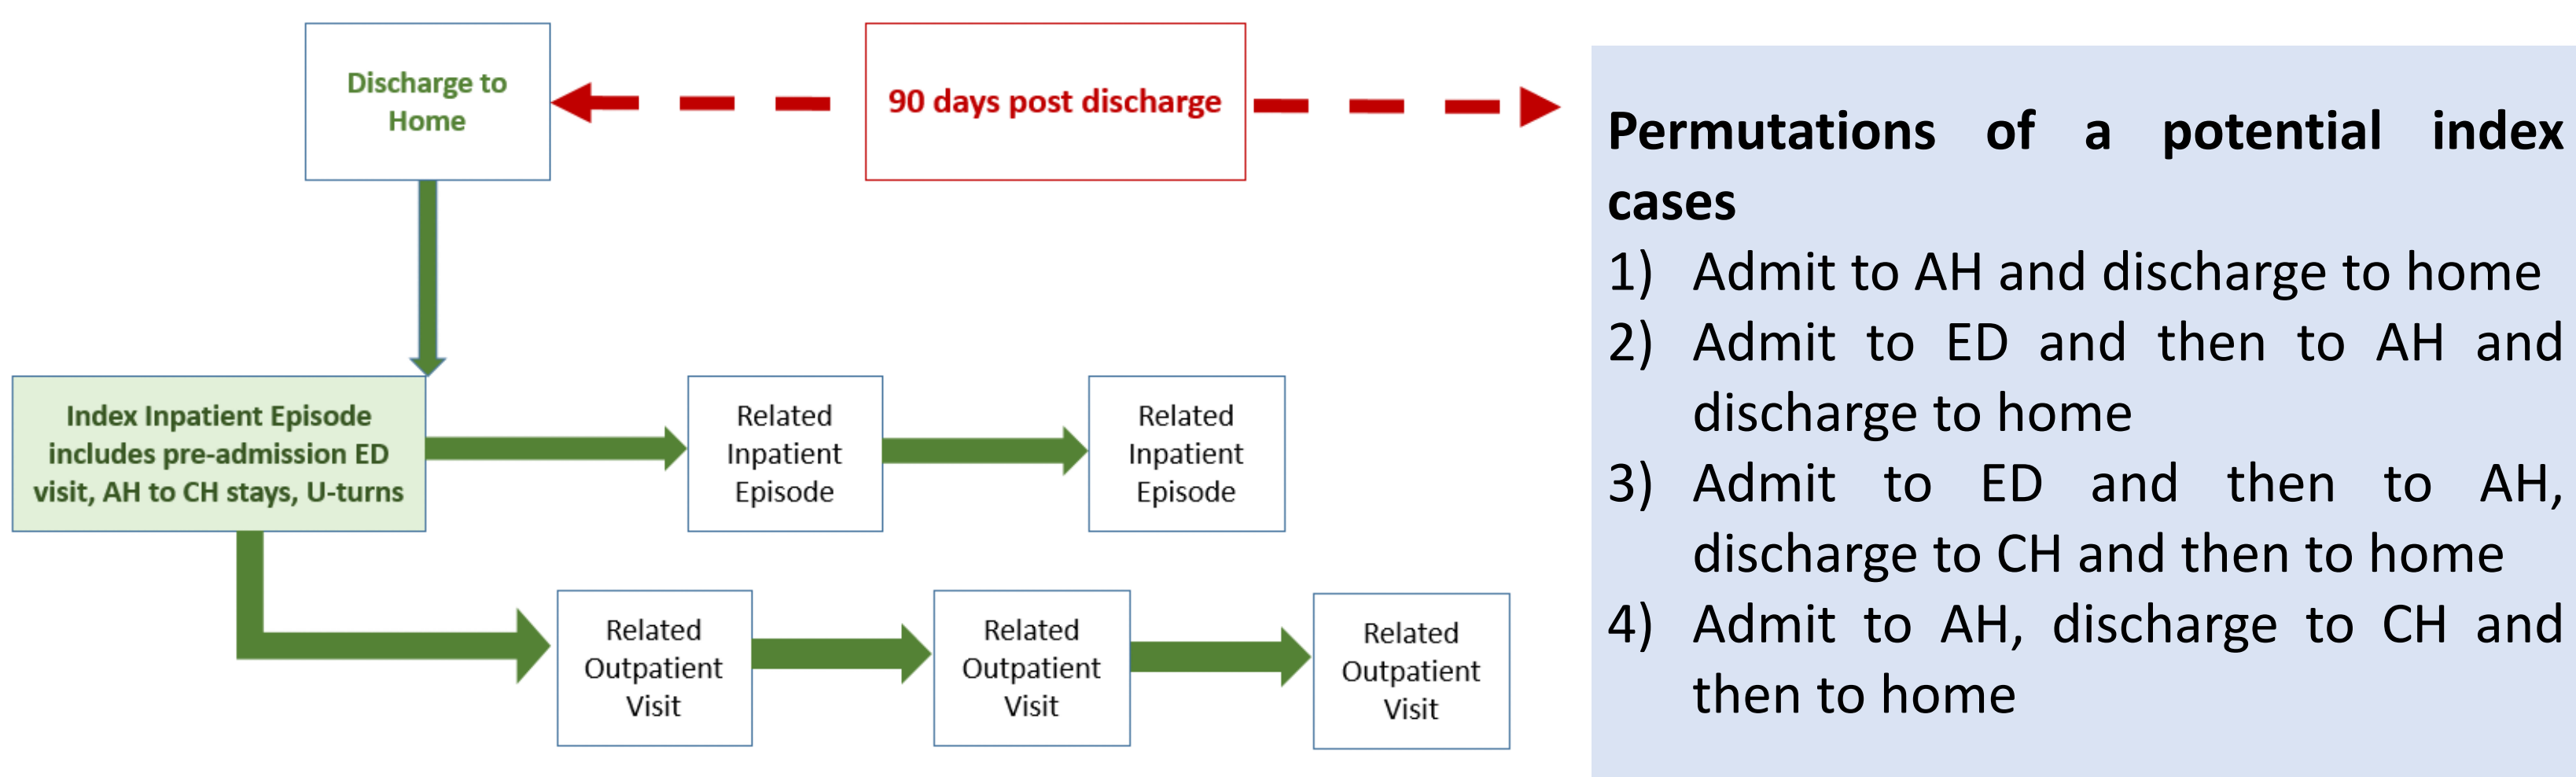 Discharge to
Home
90 days post discharge
Index Inpatient Episode
includes pre-admission ED
visit, AH to CH stays, U-turns
Related
Inpatient
Episode
Related
Inpatient
Episode
Related
Outpatient
Visit
Related
Outpatient
Visit
Related
Outpatient
Visit
Permutations of a potential index
cases
1) Admit to AH and discharge to home
2) Admit to ED and then to AH and
discharge to home
3) Admit to ED and then to AH,
discharge to CH and then to home
4) Admit to AH, discharge to CH and
then to home